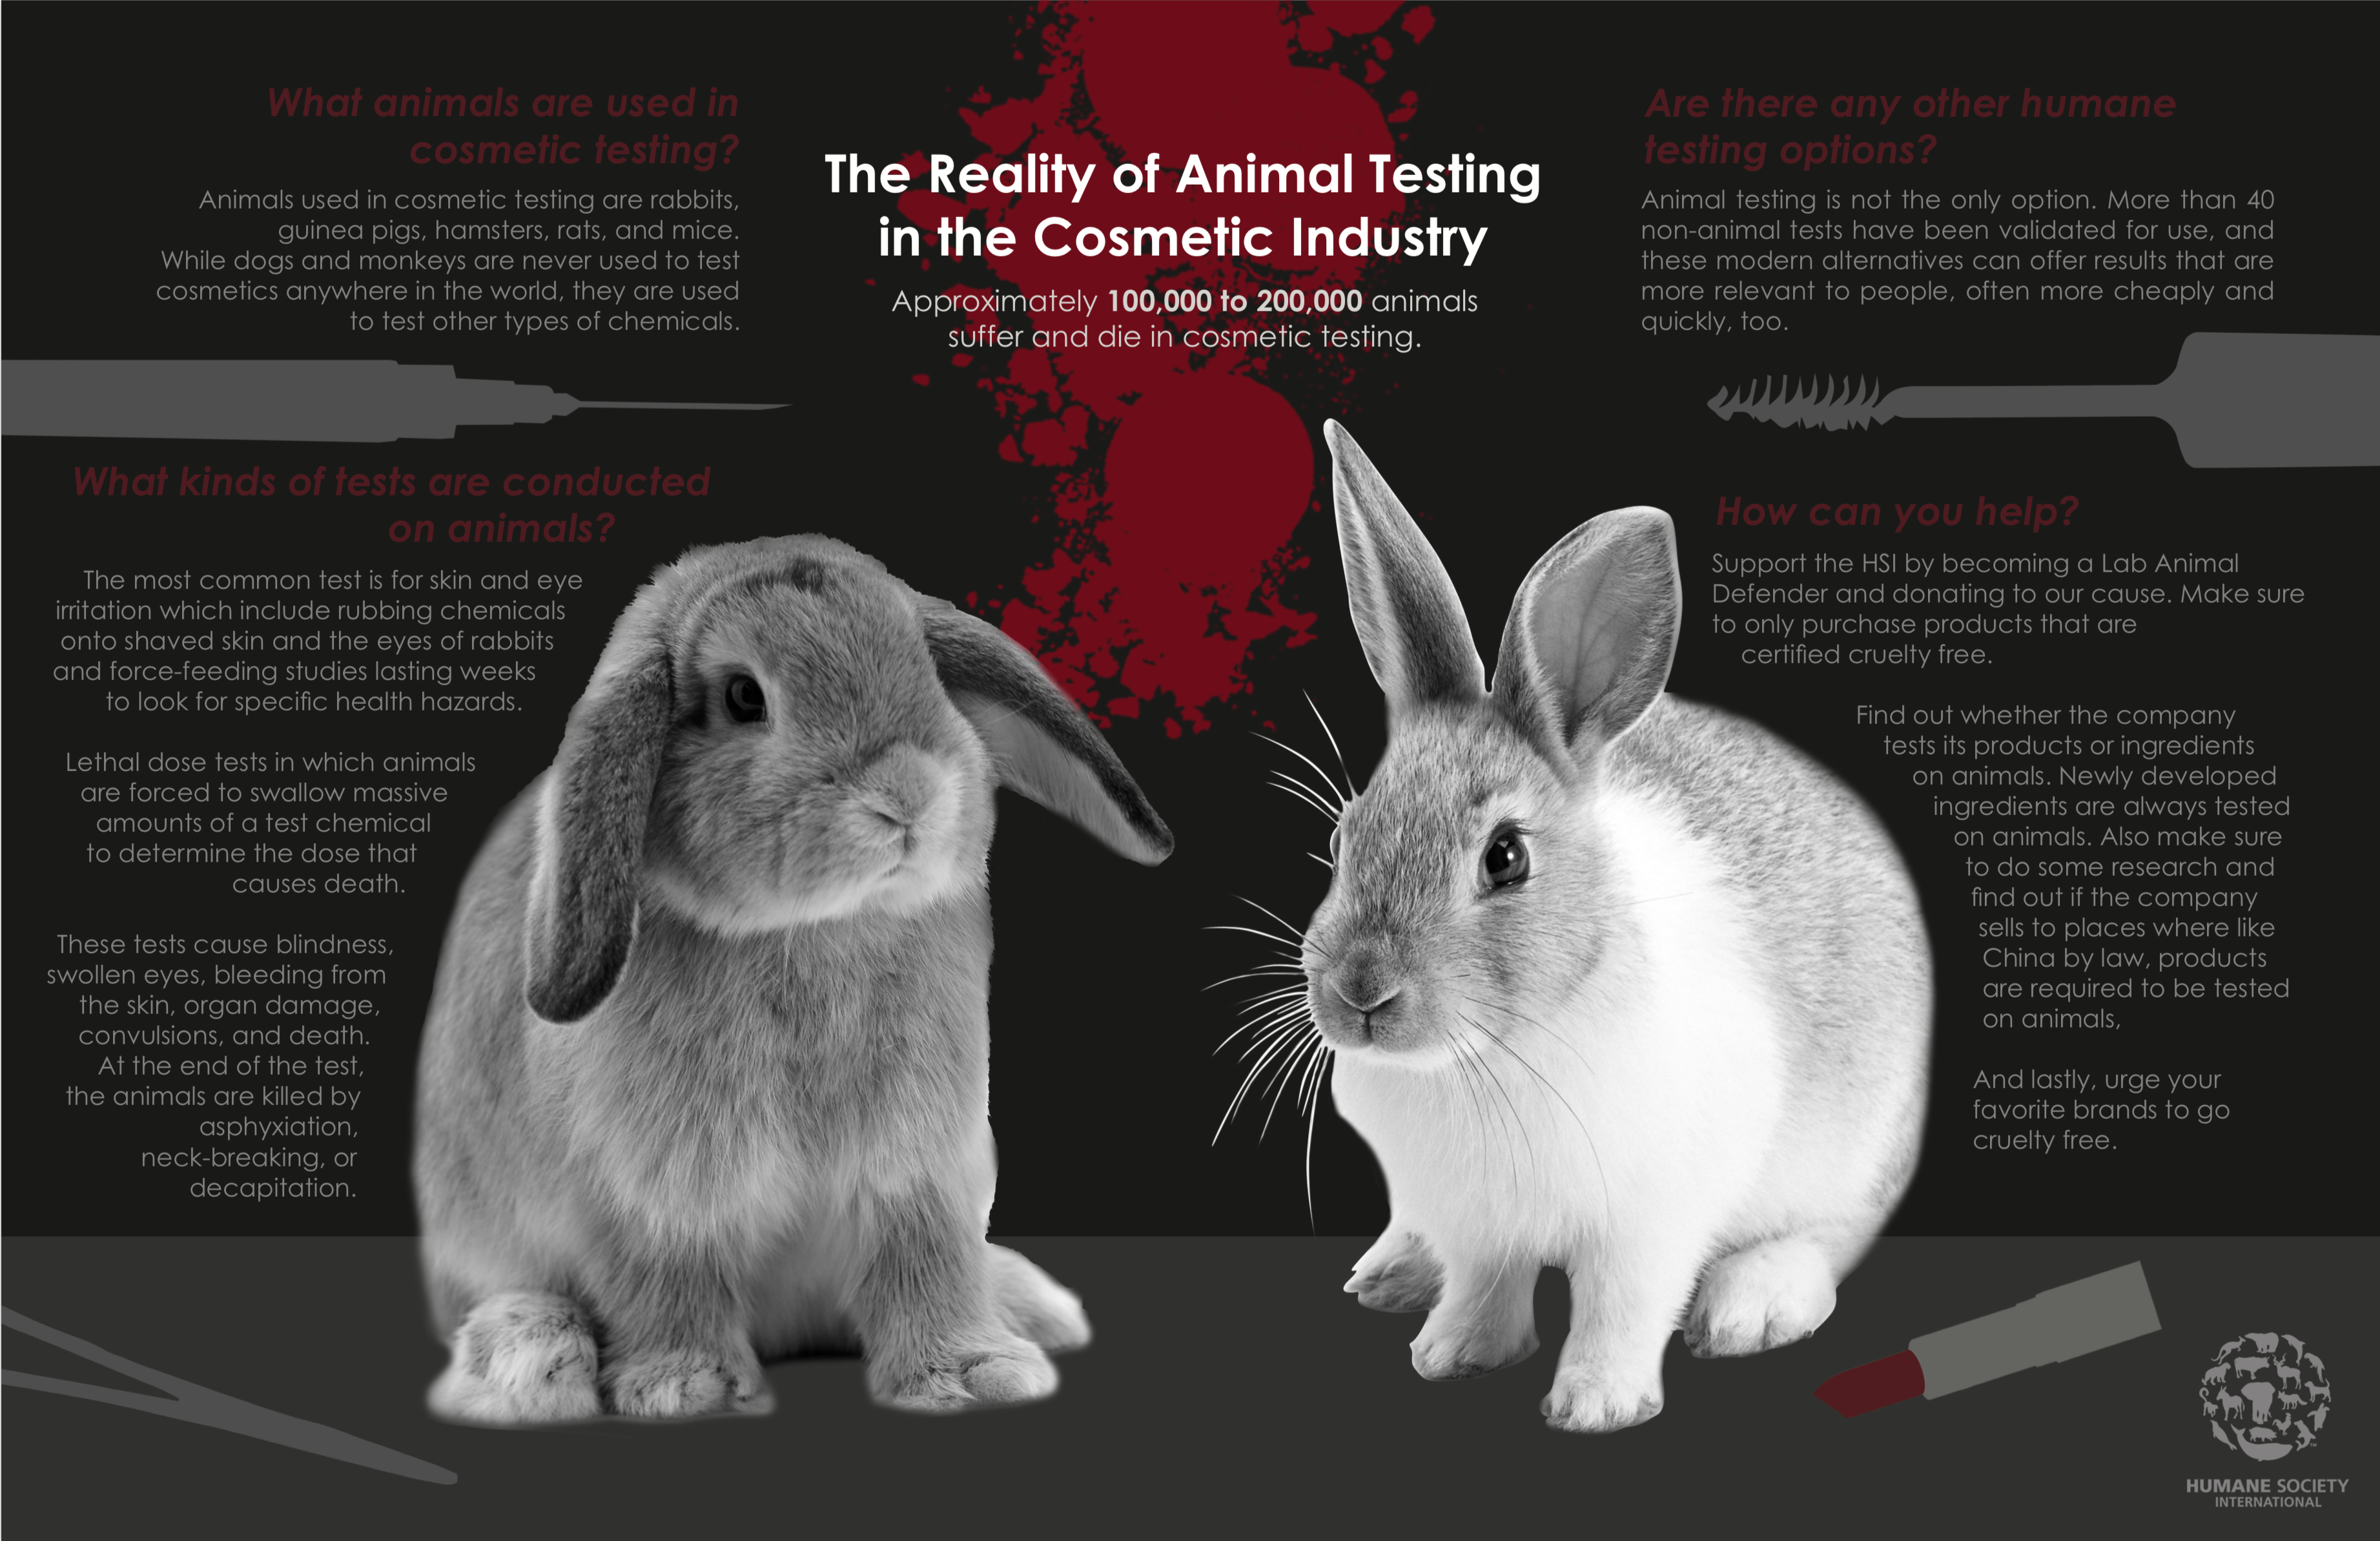 The Reality of Animal Testing
in the Cosmetic Industry
Approximately 100,000 to 200,000 animals
suffer and die in cosmetic testing.
What animals are used in
cosmetic testing?
Animals used in cosmetic testing are rabbits,
guinea pigs, hamsters, rats, and mice.
While dogs and monkeys are never used to test
cosmetics anywhere in the world, they are used
to test other types of chemicals.
What kinds of tests are conducted
on animals?
The most common test is for skin and eye
irritation which include rubbing chemicals
onto shaved skin and the eyes of rabbits
and force-feeding studies lasting weeks
to look for specific health hazards.
Lethal dose tests in which animals
are forced to swallow massive
amounts of a test chemical
to determine the dose that
causes death.
These tests cause blindness,
swollen eyes, bleeding from
the skin, organ damage,
convulsions, and death.
At the end of the test,
the animals are killed by
asphyxiation,
neck-breaking, or
decapitation.
Are there any other humane
testing options?
Animal testing is not the only option. More than 40
non-animal tests have been validated for use, and
these modern alternatives can offer results that are
more relevant to people, often more cheaply and
quickly, too.
How can you help?
Support the HSI by becoming a Lab Animal
Defender and donating to our cause. Make sure
to only purchase products that are
certified cruelty free.
Find out whether the company
tests its products or ingredients
on animals. Newly developed
ingredients are always tested
on animals. Also make sure
to do some research and
find out if the company
sells to places where like
China by law, products
are required to be tested
on animals,
And lastly, urge your
favorite brands to go
cruelty free.
TM
HUMANE SOCIETY
INTERNATIONAL